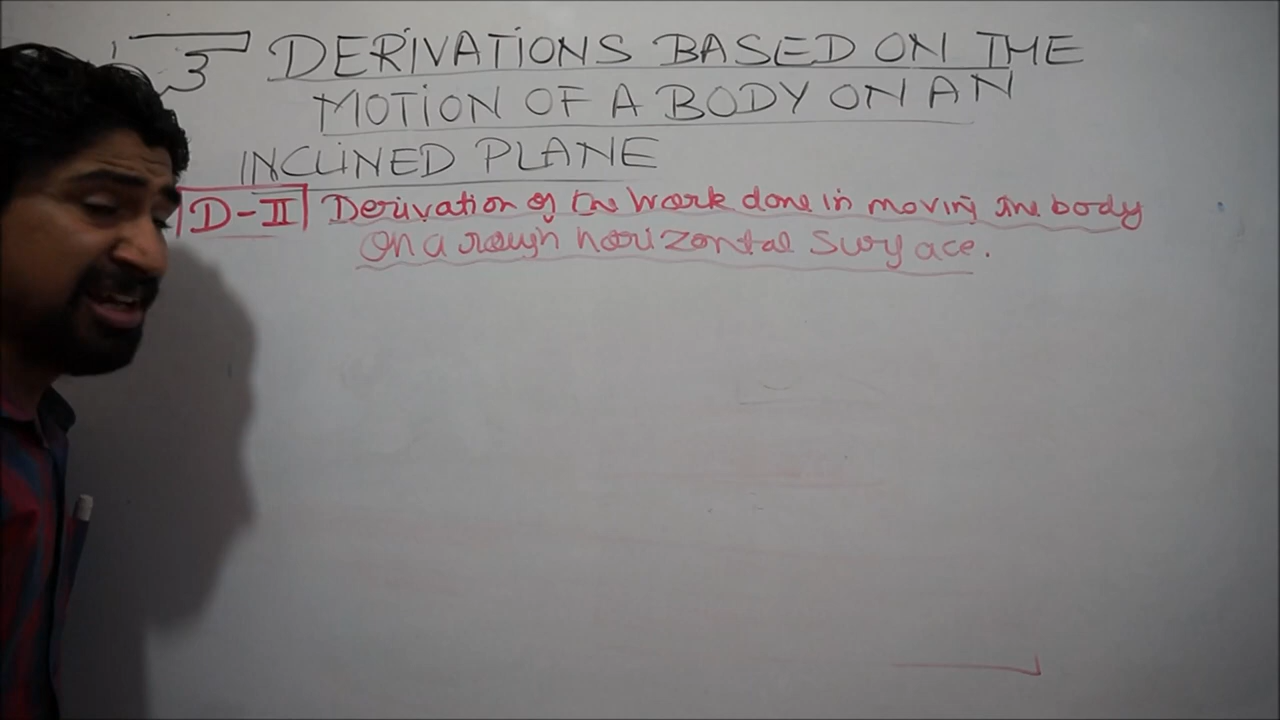 3 DERIVATIONS BASED ON THE
MOTION OF A BODY ON AN
INCLINED PLANE
D-II Derivation of the work done in moving the body
on a rough horizontal surface.